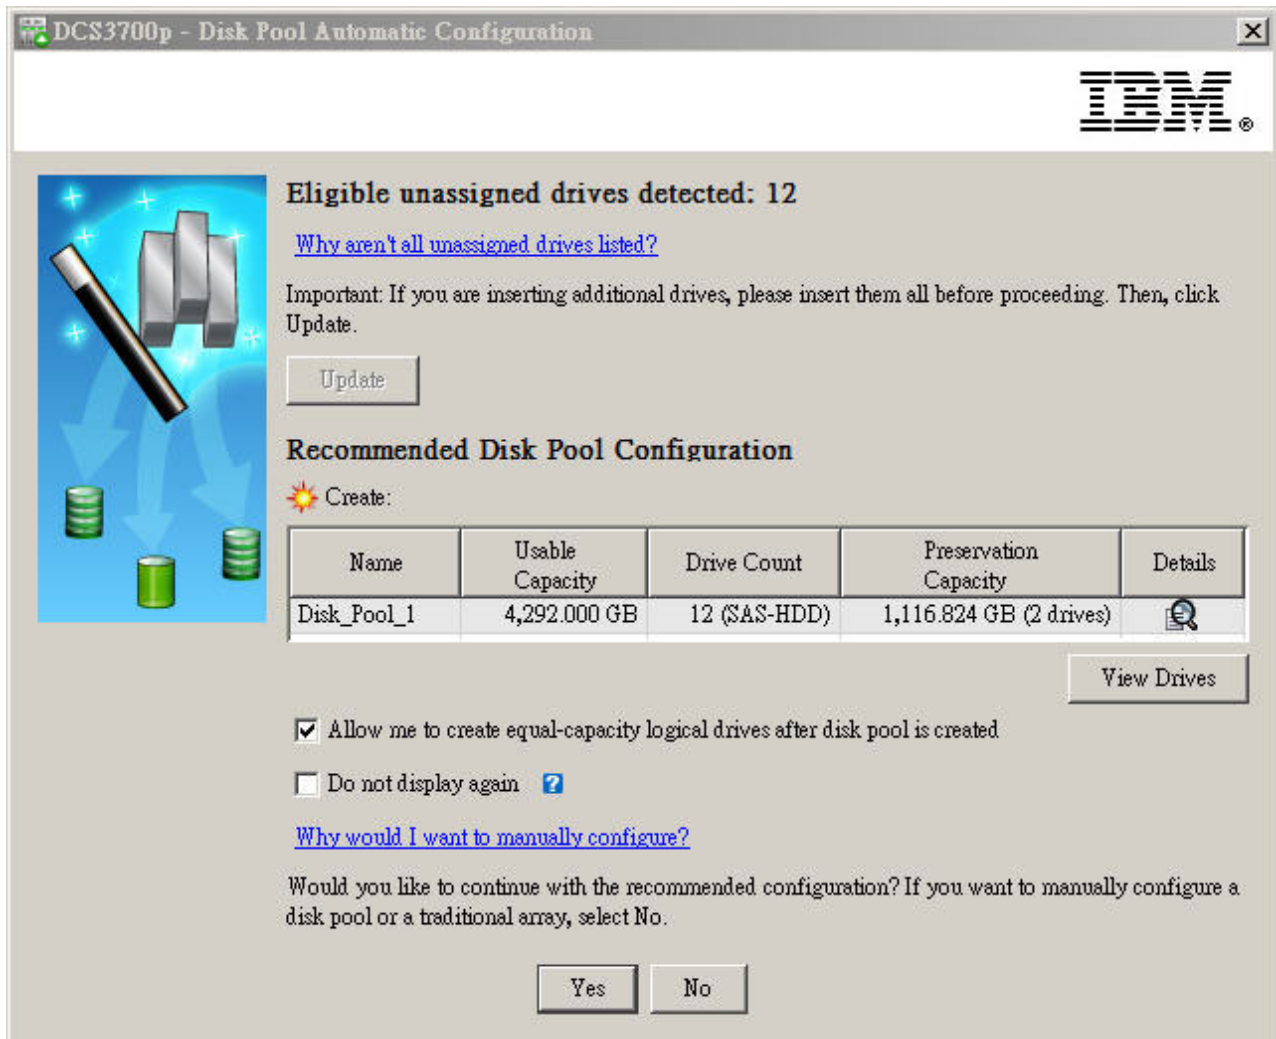 DCS3700p - Disk Pool Automatic Configuration
IBM®
Eligible unassigned drives detected: 12
Why aren't all unassigned drives listed?
Important: If you are inserting additional drives, please insert them all before proceeding. Then, click
Update.
Update
Recommended Disk Pool Configuration
Create:
Name Usable Capacity Drive Count Preservation Capacity Details
Disk_Pool_1 4,292.000 GB 12 (SAS-HDD) 1,116.824 GB (2 drives)
View Drives
Allow me to create equal-capacity logical drives after disk pool is created
Do not display again ?
Why would I want to manually configure?
Would you like to continue with the recommended configuration? If you want to manually configure a
disk pool or a traditional array, select No.
Yes No